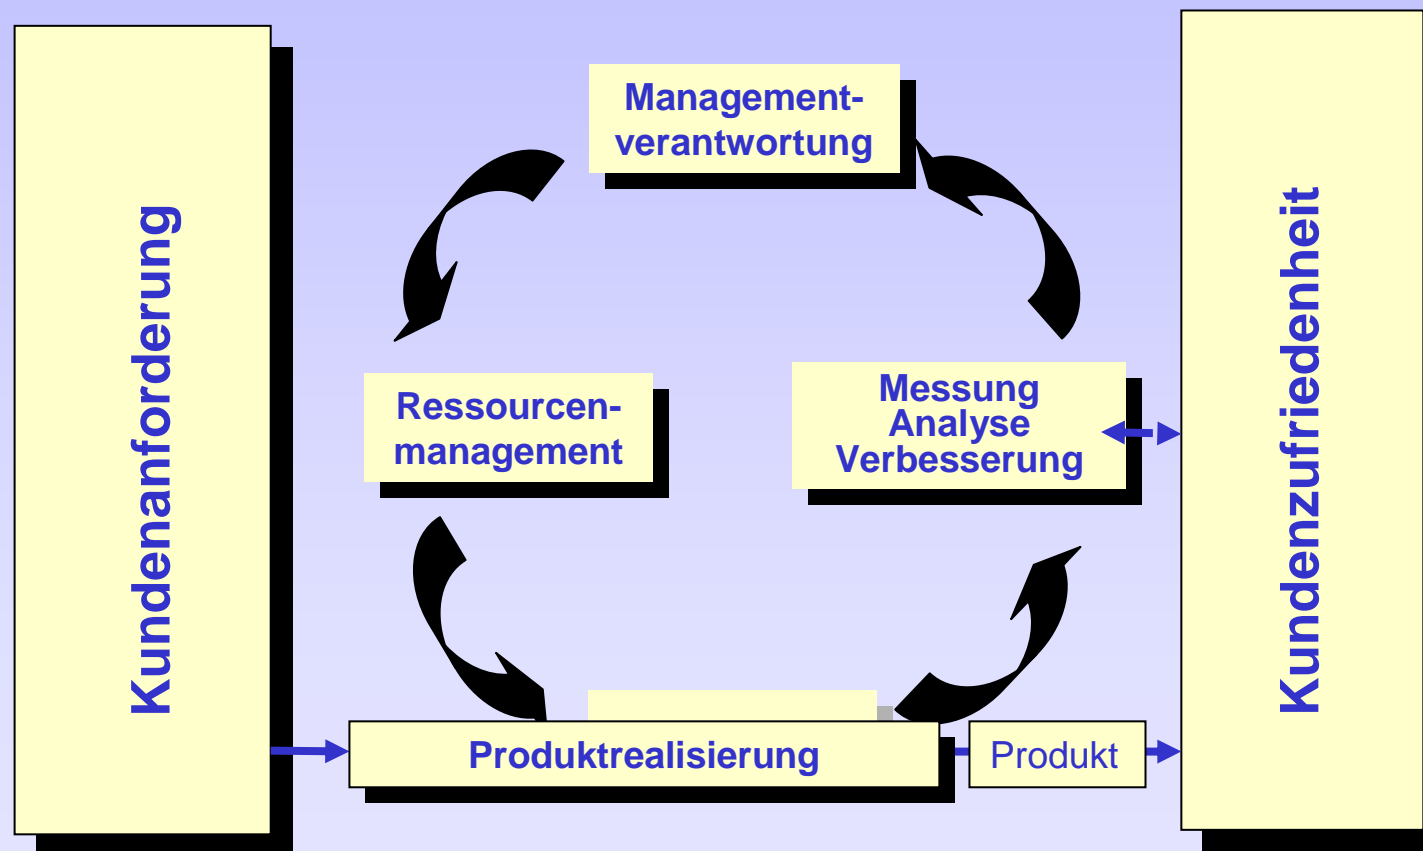 Kundenanforderung
Management-
verantwortung
Ressourcen-
management
Messung
Analyse
Verbesserung
Produktrealisierung
Produkt
Kundenzufriedenheit